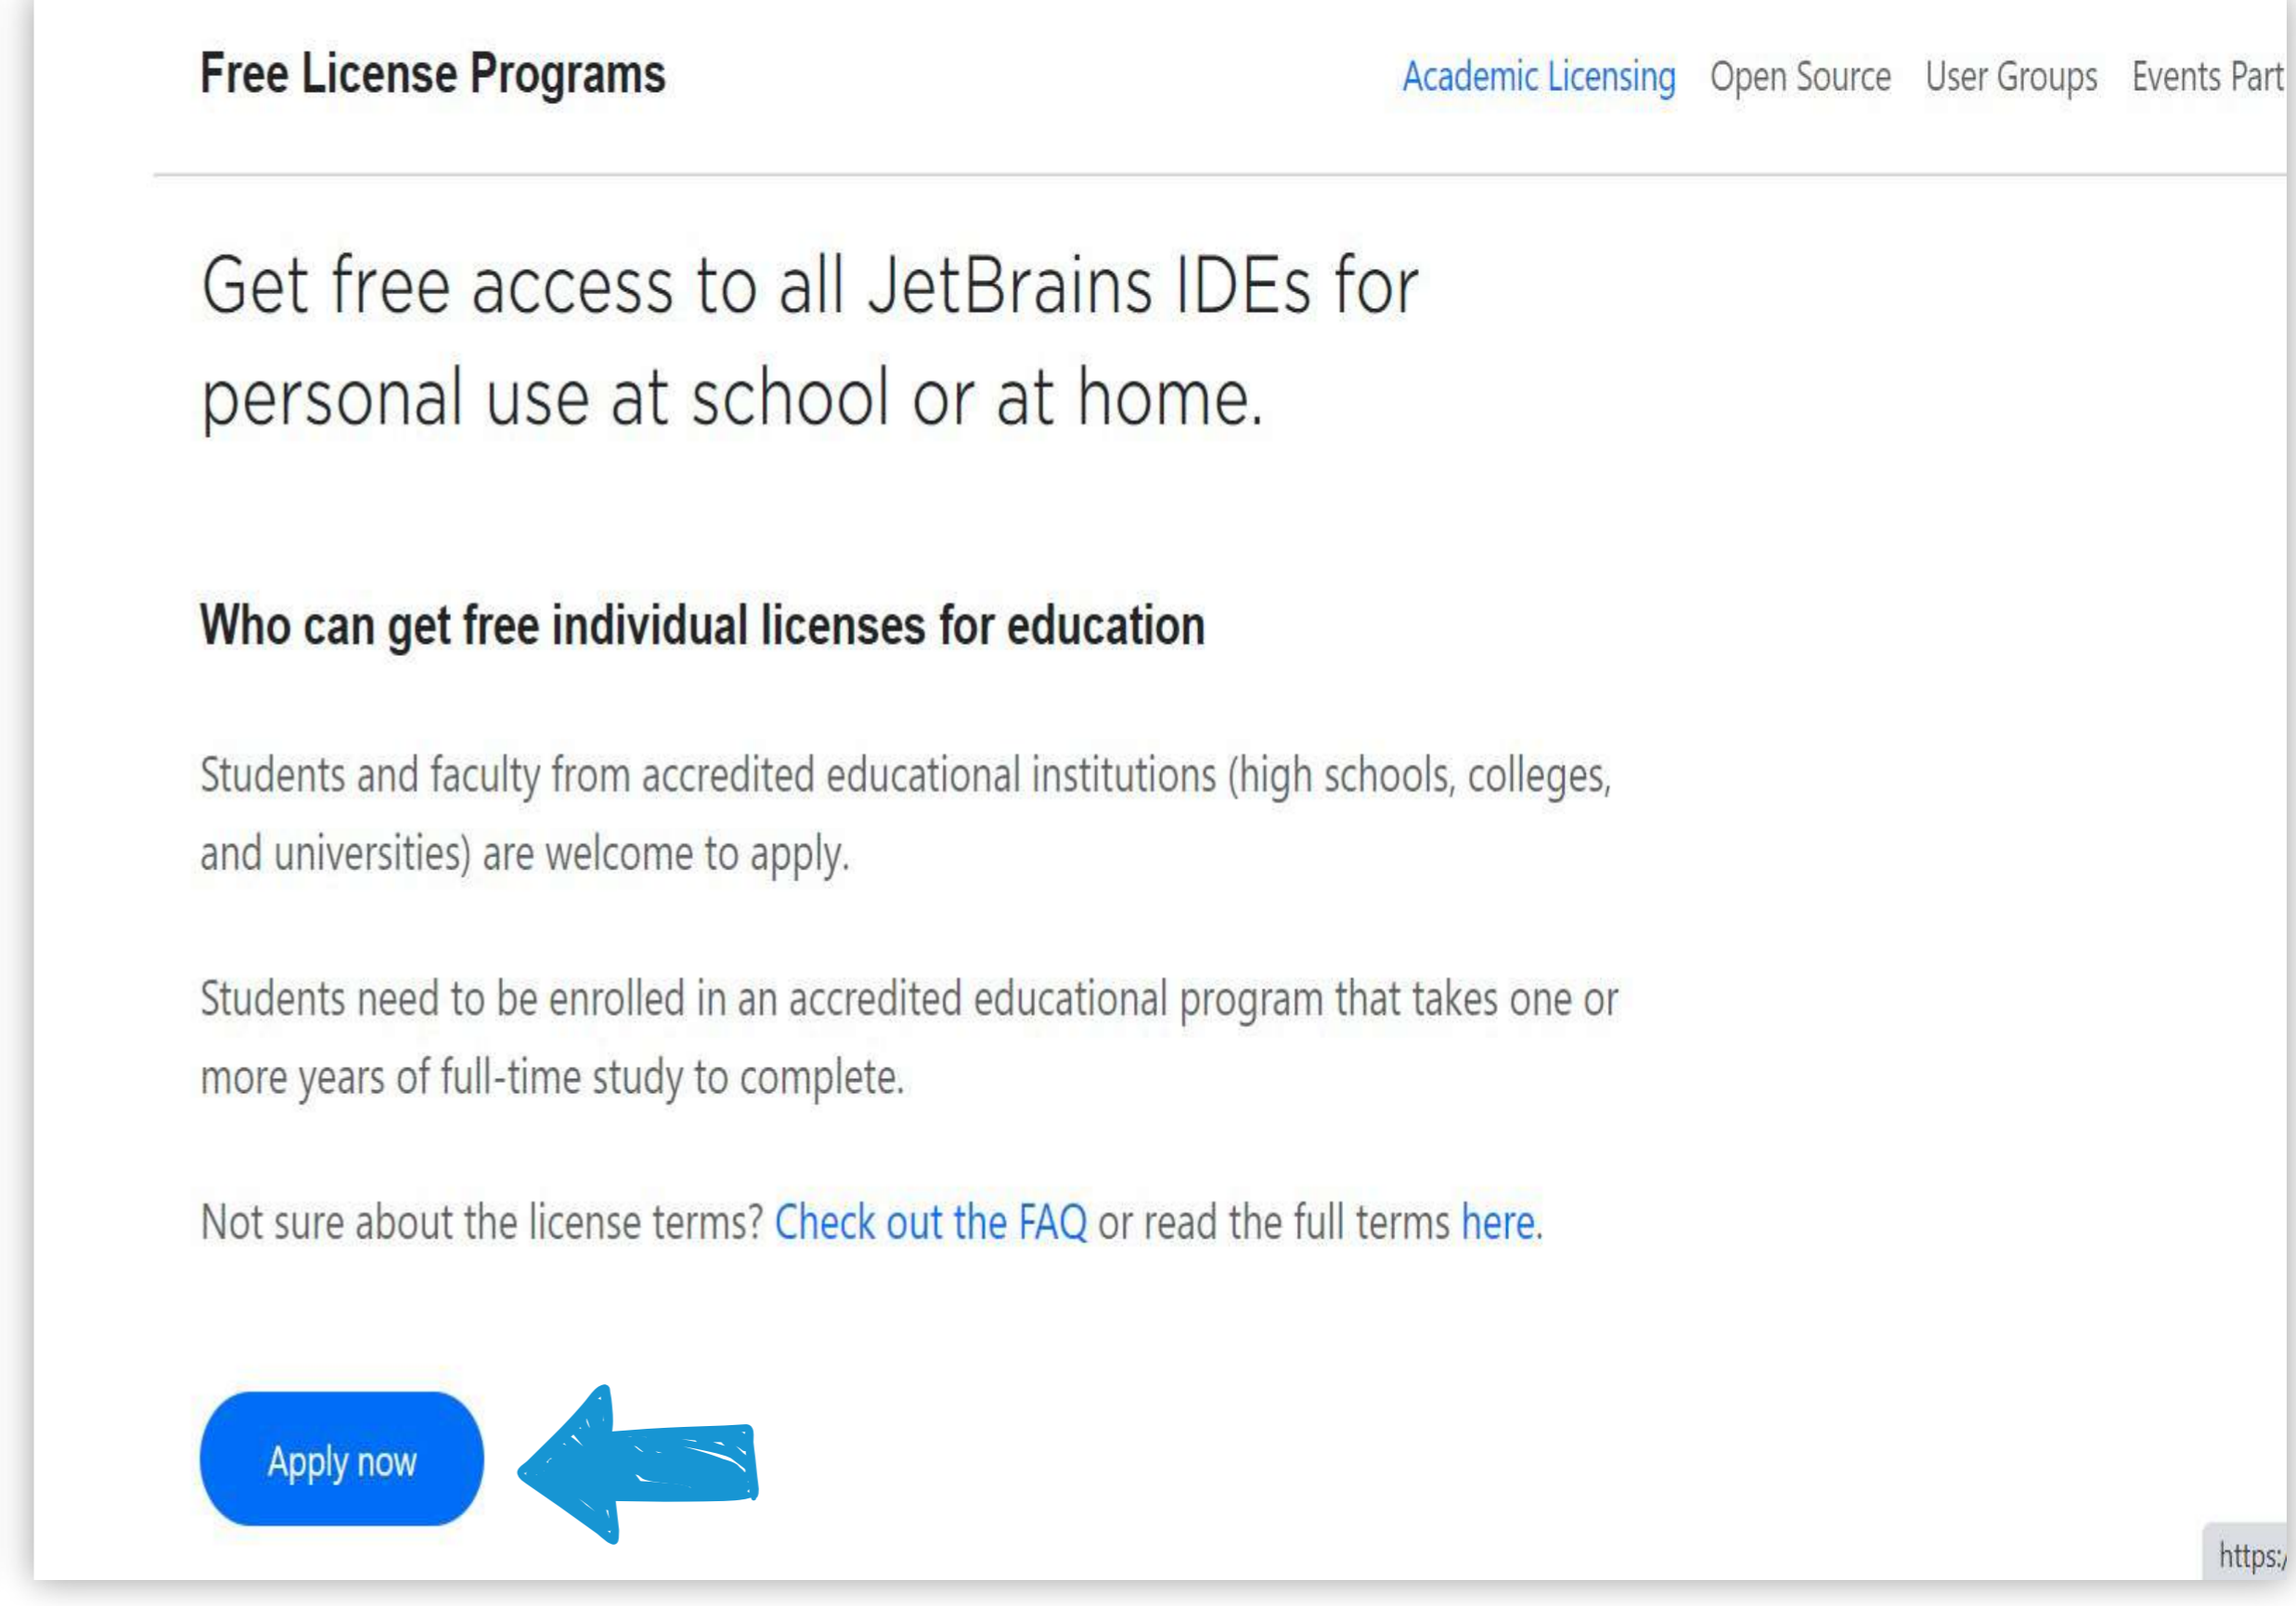 Free License Programs
Academic Licensing Open Source User Groups Events Part
Get free access to all JetBrains IDEs for
personal use at school or at home.
Who can get free individual licenses for education
Students and faculty from accredited educational institutions (high schools, colleges,
and universities) are welcome to apply.
Students need to be enrolled in an accredited educational program that takes one or
more years of full-time study to complete.
Not sure about the license terms? Check out the FAQ or read the full terms here.
Apply now
https:/